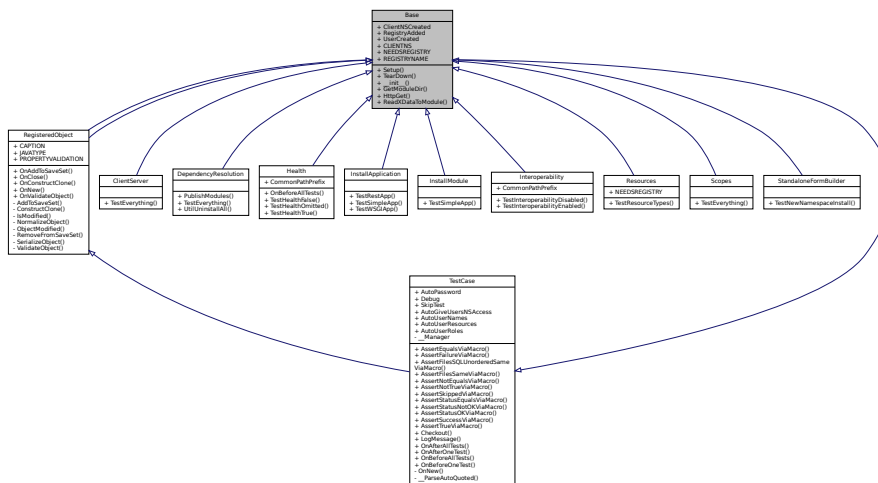 Base
+ ClientNSCreated
+ RegistryAdded
+ UserCreated
+ CLIENTNS
+ NEEDSREGISTRY
+ REGISTRYNAME
+ Setup()
+ TearDown()
+ __init__()
+ GetModuleDir()
+ HttpGet()
+ ReadXDataToModule()
RegisteredObject
+ CAPTION
+ JAVATYPE
+ PROPERTYVALIDATION
+ OnAddToSaveSet()
+ OnClose()
+ OnConstructClone()
+ OnNew()
+ OnValidateObject()
- AddToSaveSet()
- ConstructClone()
- IsModified()
- NormalizeObject()
- ObjectModified()
- RemoveFromSaveSet()
- SerializeObject()
- ValidateObject()
ClientServer
+ TestEverything()
DependencyResolution
+ PublishModules()
+ TestEverything()
+ UtilUninstallAll()
Health
+ CommonPathPrefix
+ OnBeforeAllTests()
+ TestHealthFalse()
+ TestHealthOmitted()
+ TestHealthTrue()
InstallApplication
+ TestRestApp()
+ TestSimpleApp()
+ TestWSGIApp()
InstallModule
+ TestSimpleApp()
Interoperability
+ CommonPathPrefix
+ TestInteroperabilityDisabled()
+ TestInteroperabilityEnabled()
Resources
+ NEEDSREGISTRY
+ TestResourceTypes()
Scopes
+ TestEverything()
StandaloneFormBuilder
+ TestNewNamespaceInstall()
TestCase
+ AutoPassword
+ Debug
+ SkipTest
+ AutoGiveUsersNSAccess
+ AutoUserNames
+ AutoUserResources
+ AutoUserRoles
- __Manager
+ AssertEqualsViaMacro()
+ AssertFailureViaMacro()
+ AssertFilesSQLUnorderedSame
ViaMacro()
+ AssertFilesSameViaMacro()
+ AssertNotEqualsViaMacro()
+ AssertNotTrueViaMacro()
+ AssertSkippedViaMacro()
+ AssertStatusEqualsViaMacro()
+ AssertStatusNotOKViaMacro()
+ AssertStatusOKViaMacro()
+ AssertSuccessViaMacro()
+ AssertTrueViaMacro()
+ Checkout()
+ LogMessage()
+ OnAfterAllTests()
+ OnAfterOneTest()
+ OnBeforeAllTests()
+ OnBeforeOneTest()
- OnNew()
- __ParseAutoQuoted()